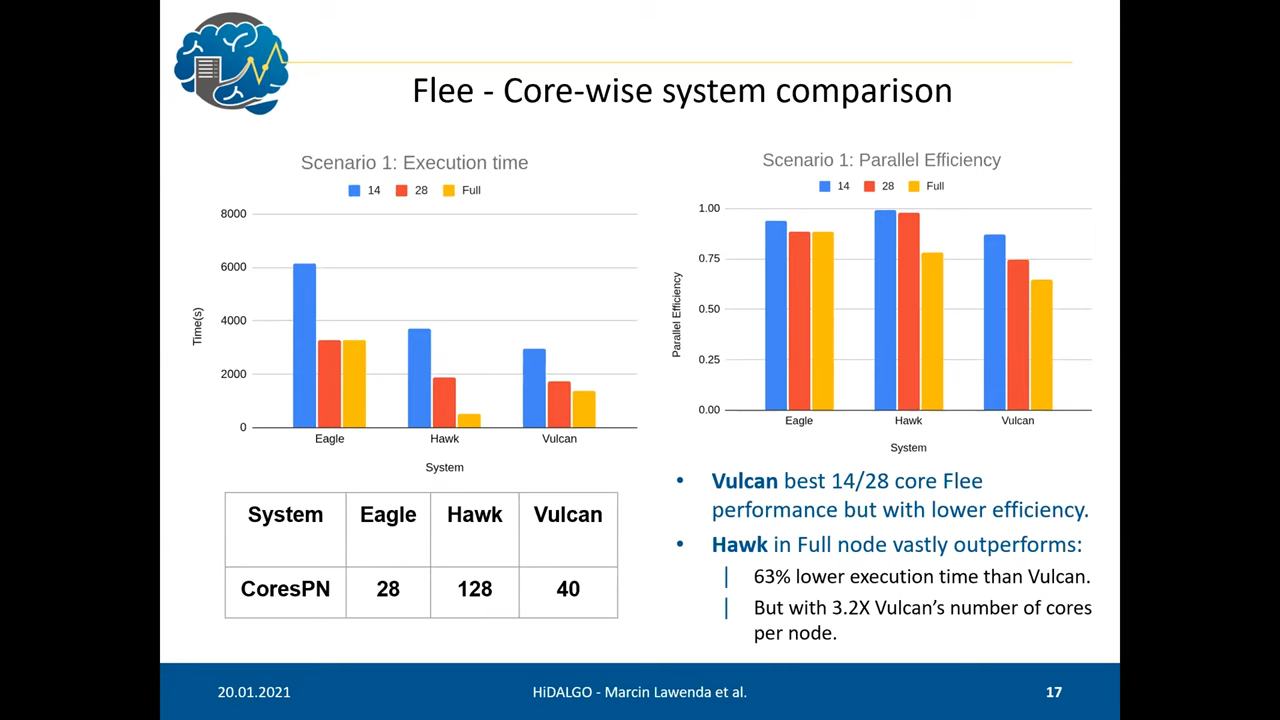 Flee - Core-wise system comparison
Scenario 1: Execution time
14 28 Full
8000
6000
4000
2000
0
Time(s)
Eagle Hawk Vulcan
System
Scenario 1: Parallel Efficiency
14 28 Full
1.00
0.75
0.50
0.25
0.00
Parallel Efficiency
Eagle Hawk Vulcan
System
System Eagle Hawk Vulcan
CoresPN 28 128 40
• Vulcan best 14/28 core Flee
performance but with lower efficiency.
• Hawk in Full node vastly outperforms:
| 63% lower execution time than Vulcan.
| But with 3.2X Vulcan’s number of cores
per node.
20.01.2021 HiDALGO - Marcin Lawenda et al. 17